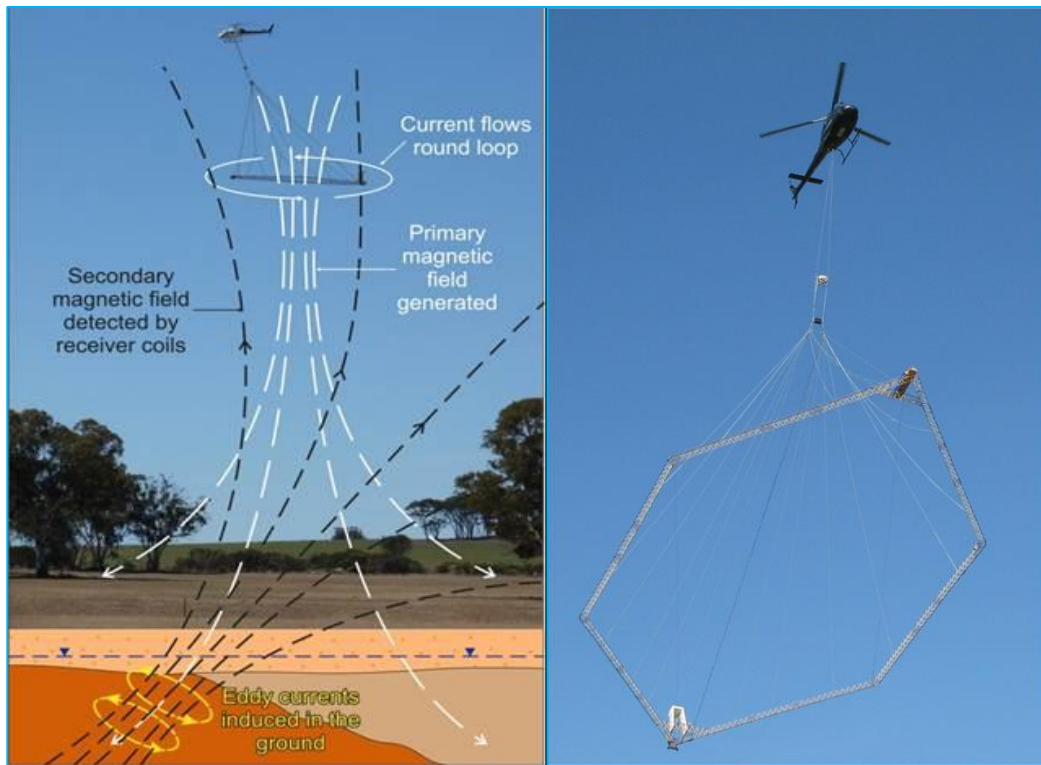 Current flows
round loop
Primary
magnetic
field
generated
Secondary
magnetic field
detected by
receiver coils
Eddy currents
induced in the
ground